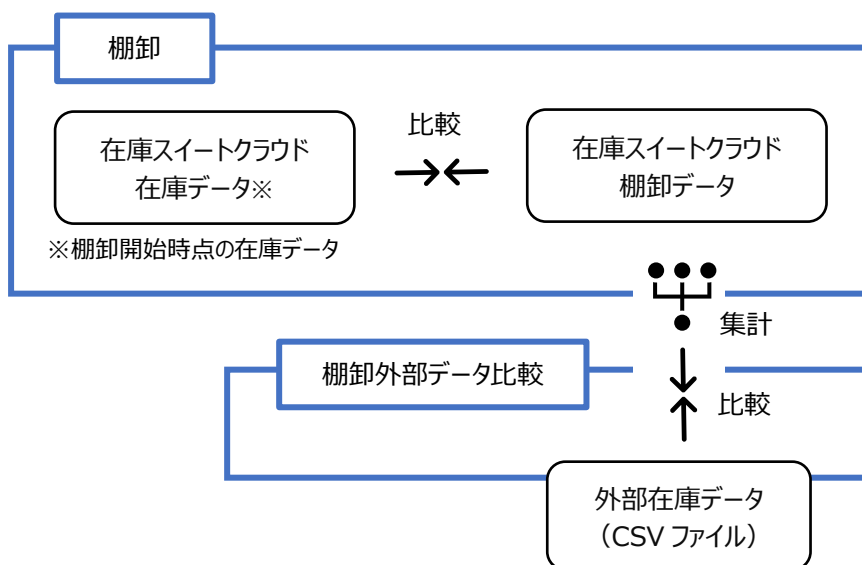 棚卸
在庫スイートクラウド
在庫データ※
比較
在庫スイートクラウド
棚卸データ
※棚卸開始時点の在庫データ
集計
棚卸外部データ比較
比較
外部在庫データ
（CSV ファイル）